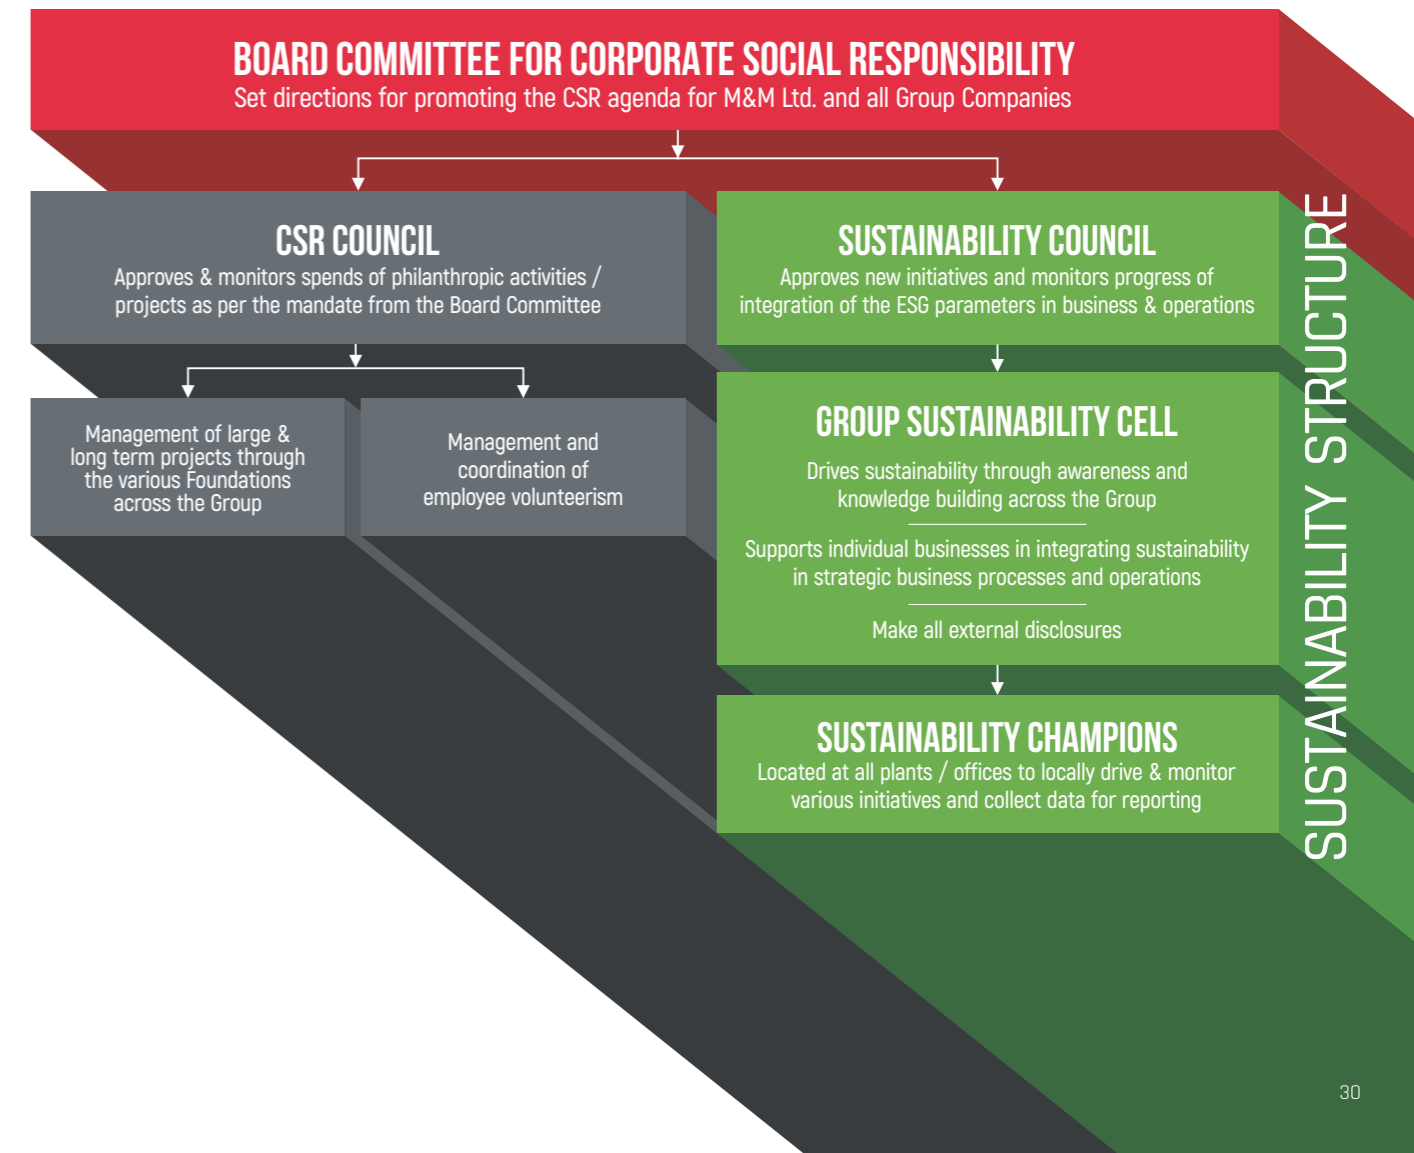 BOARD COMMITTEE FOR CORPORATE SOCIAL RESPONSIBILITY
Set directions for promoting the CSR agenda for M&M Ltd. and all Group Companies
CSR COUNCIL
Approves & monitors spends of philanthropic activities /
projects as per the mandate from the Board Committee
Management of large &
long term projects through
the various Foundations
across the Group
Management and
coordination of
employee volunteerism
SUSTAINABILITY COUNCIL
Approves new initiatives and monitors progress of
integration of the ESG parameters in business & operations
GROUP SUSTAINABILITY CELL
Drives sustainability through awareness and
knowledge building across the Group
Supports individual businesses in integrating sustainability
in strategic business processes and operations
Make all external disclosures
SUSTAINABILITY CHAMPIONS
Located at all plants / offices to locally drive & monitor
various initiatives and collect data for reporting
SUSTAINABILITY STRUCTURE
30